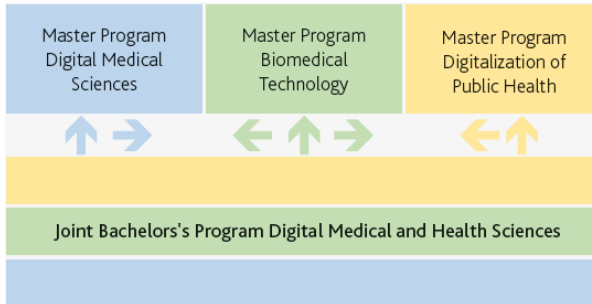 Master Program
Digital Medical
Sciences
Master Program
Biomedical
Technology
Master Program
Digitalization of
Public Health
Joint Bachelors's Program Digital Medical and Health Sciences